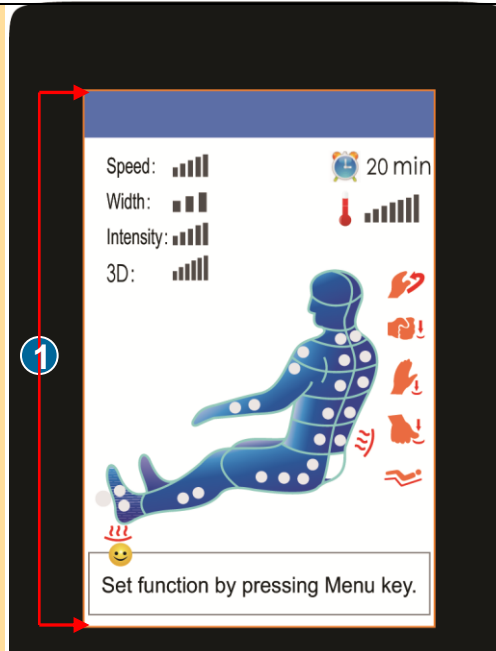 Speed:
20 min
Width:
Intensity:
3D:
1
Set function by pressing Menu key.